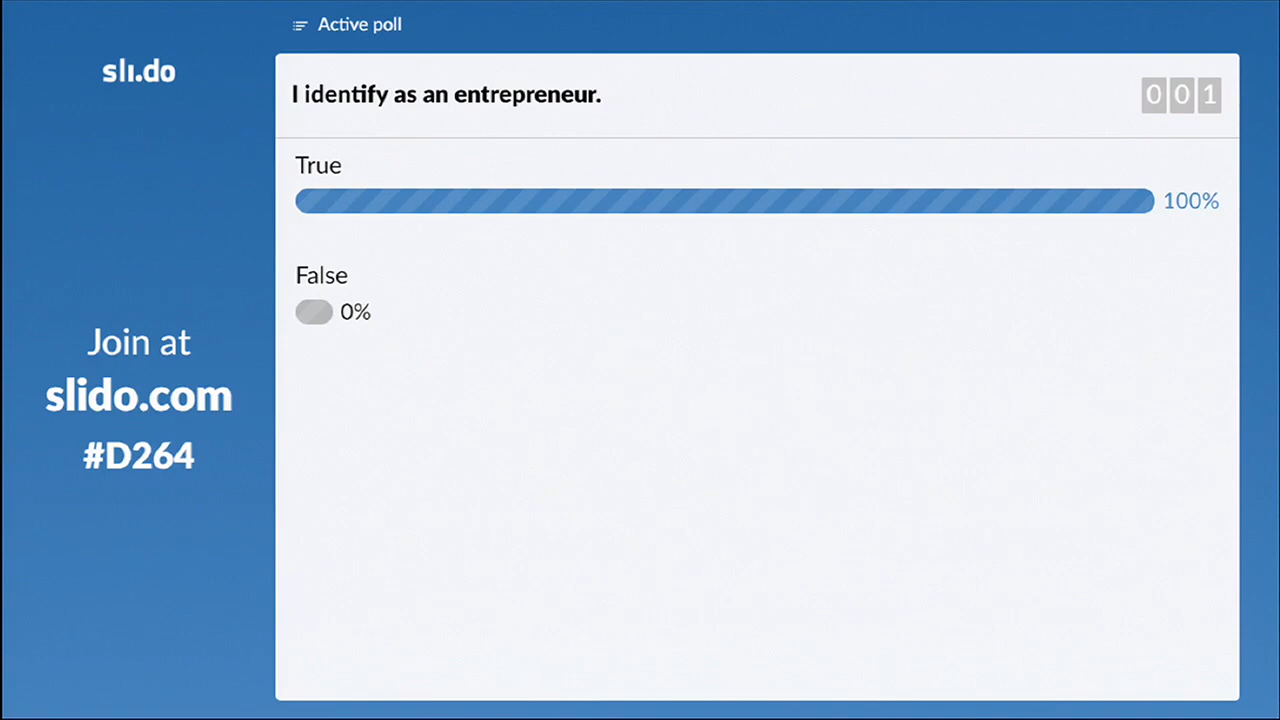 Active poll
sli.do
I identify as an entrepreneur.
001
True
100%
False
0%
Join at
slido.com
#D264